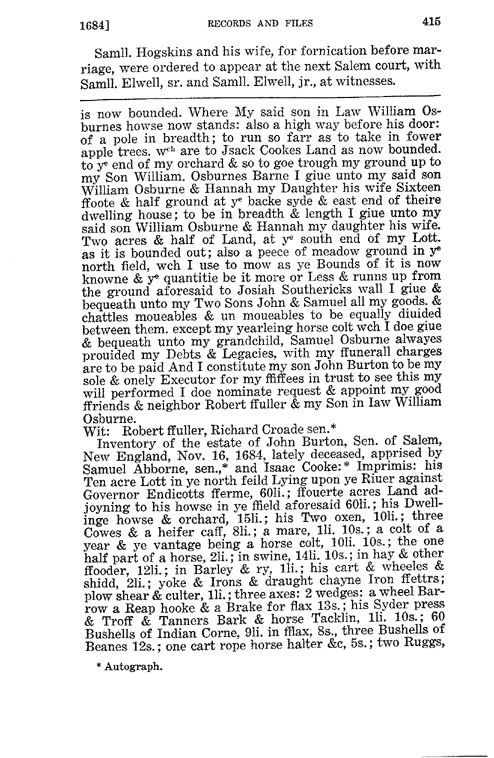 1684] RECORDS AND FILES 415
Samll. Hogskins and his wife, for fornication before mar-
riage, were ordered to appear at the next Salem court, with
Samll. Elwell, sr. and Samll. Elwell, jr., at witnesses.
is now bounded. Where My said son in Law William Os-
burnes howse now stands: also a high way before his door:
of a pole in breadth; to run so farr as to take in fower
apple trees. wch are to Jsack Cookes Land as now bounded.
to ye end of my orchard & so to goe trough my ground up to
my Son William. Osburnes Barne I giue unto my said son
William Osburne & Hannah my Daughter his wife Sixteen
ffoote & half ground at ye backe syde & east end of theire
dwelling house; to be in breadth & length I giue unto my
said son William Osburne & Hannah my daughter his wife.
Two acres & half of Land, at ye south end of my Lott.
as it is bounded out; also a peece of meadow ground in ye
north field, wch I use to mow as ye Bounds of it is now
knowne & ye quantitie be it more or Less & runns up from
the ground aforesaid to Josiah Southericks wall I giue &
bequeath unto my Two Sons John & Samuel all my goods. &
chattles moueables & un moueables to be equally diuided
between them. except my yearleing horse colt wch I doe giue
& bequeath unto my grandchild, Samuel Osburne alwayes
prouided my Debts & Legacies, with my ffunerall charges
are to be paid And I constitute my son John Burton to be my
sole & onely Executor for my ffiffees in trust to see this my
will performed I doe nominate request & appoint my good
ffriends & neighbor Robert ffuller & my Son in Iaw William
Osburne.
Wit: Robert ffuller, Richard Croade sen.*
Inventory of the estate of John Burton, Sen. of Salem,
New England, Nov. 16, 1684, lately deceased, apprised by
Samuel Abborne, sen.,* and Isaac Cooke:* Imprimis: his
Ten acre Lott in ye north feild Lying upon ye Riuer against
Governor Endicotts fferme, 60li.; ffouerte acres Land ad-
joyning to his howse in ye ffield aforesaid 60li.; his Dwell-
inge howse & orchard, 15li.; his Two oxen, 10li.; three
Cowes & a heifer caff, 8li.; a mare, 1li. 10s.; a colt of a
year & ye vantage being a horse colt, 10li. 10s.; the one
half part of a horse, 2li.; in swine, 14li. 10s.; in hay & other
ffooder, 12li.; in Barley & ry, 1li.; his cart & wheeles &
shidd, 2li.; yoke & Irons & draught chayne Iron ffettrs;
plow shear & culter, 1li.; three axes: 2 wedges: a wheel Bar-
row a Reap hooke & a Brake for flax 13s.; his Syder press
& Troff & Tanners Bark & horse Tacklin, 1li. 10s.; 60
Bushells of Indian Corne, 9li. in fflax, 8s., three Bushells of
Beanes 12s.; one cart rope horse halter &c, 5s.; two Ruggs,
* Autograph.